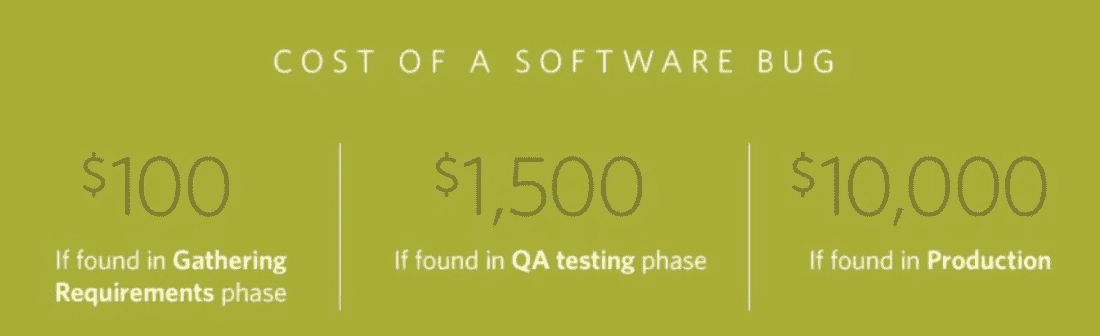 COST OF A SOFTWARE BUG
$100
If found in Gathering
Requirements phase
$1,500
If found in QA testing phase
$10,000
If found in Production